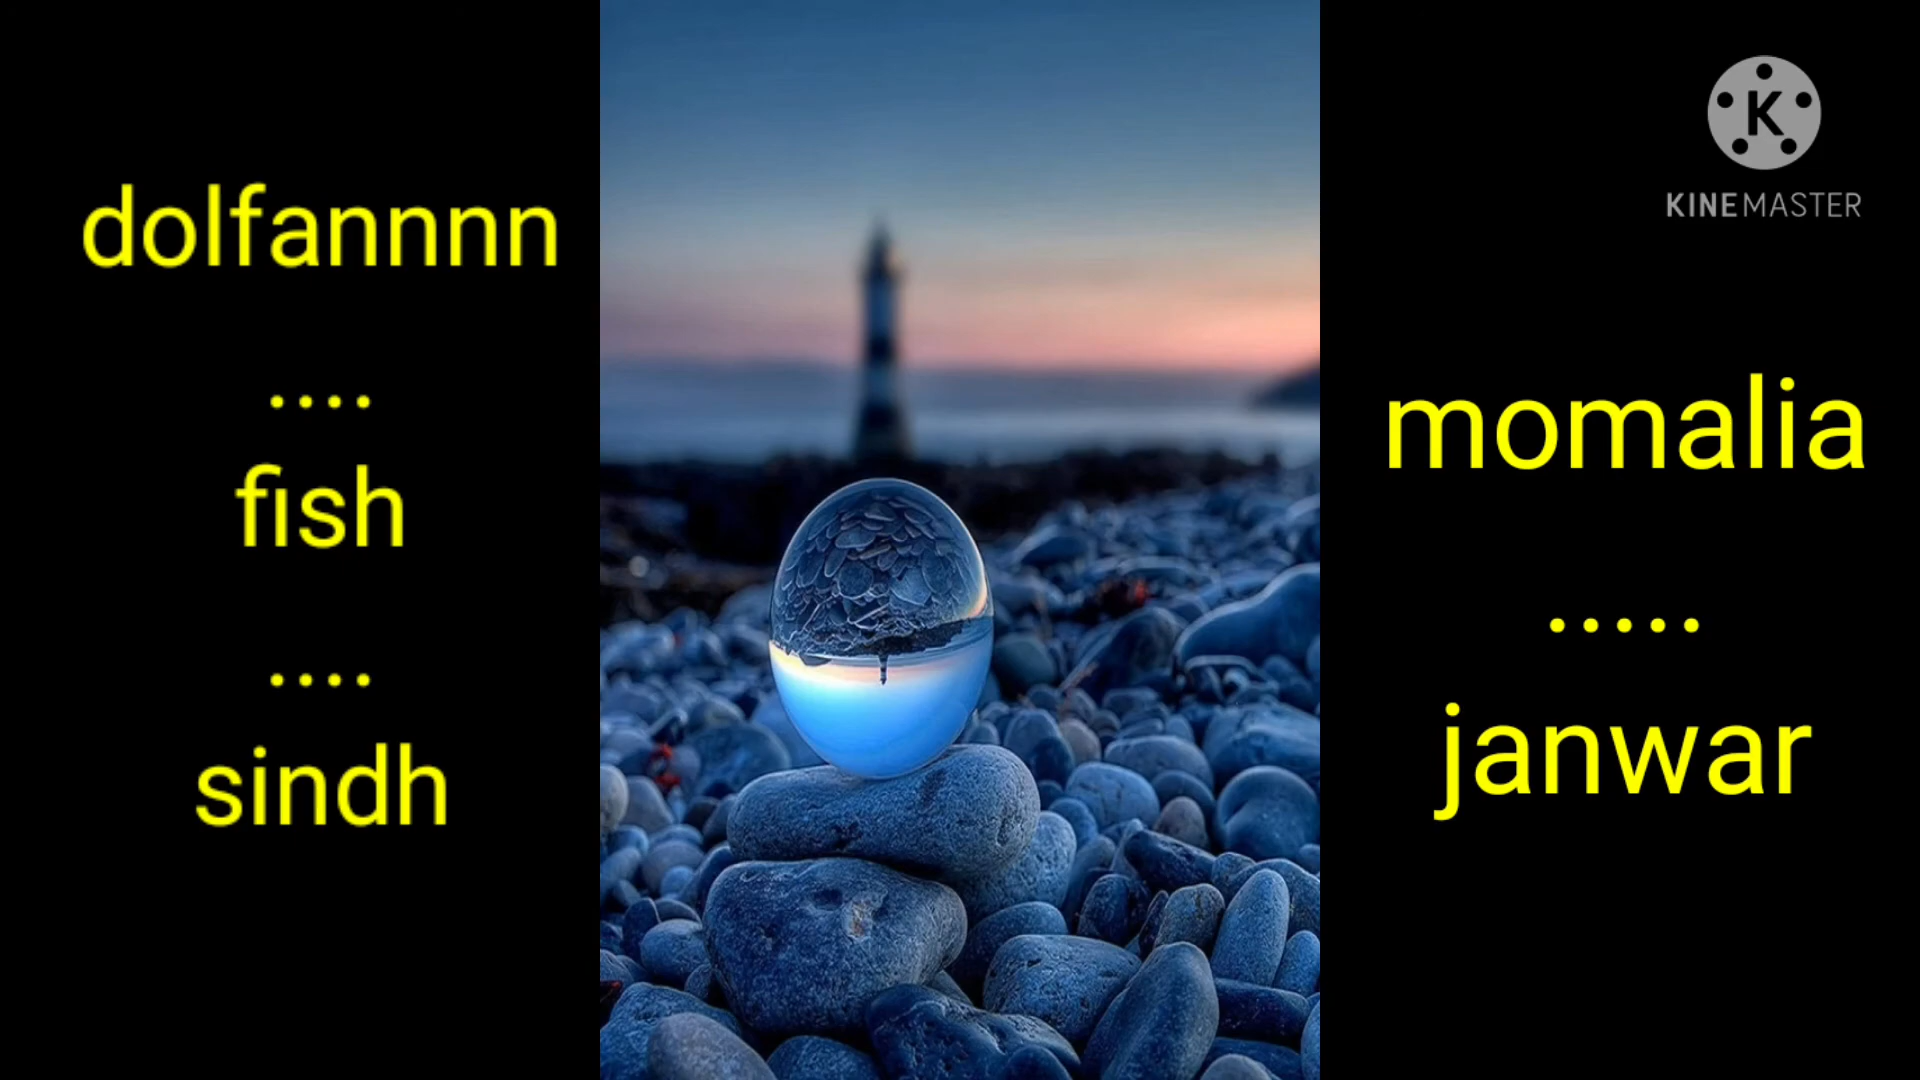 dolfannnn
....
fish
....
sindh
KINEMASTER
momalia
.....
janwar